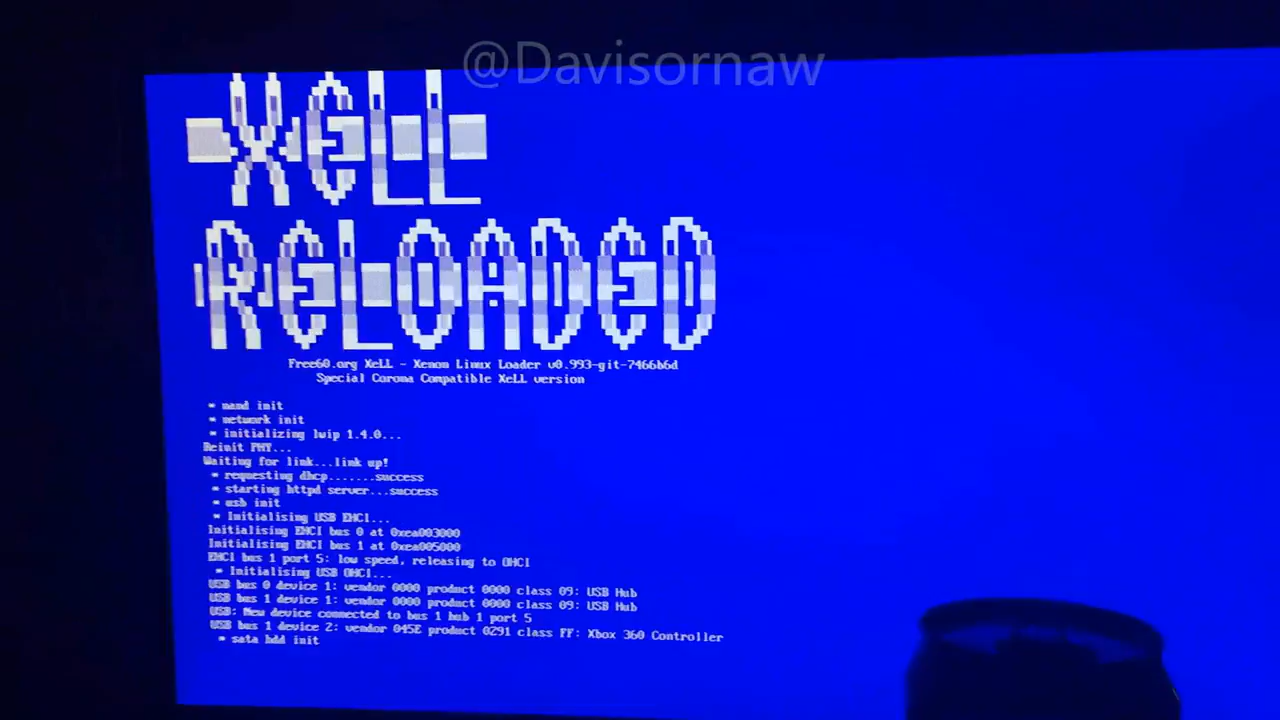 @Davisornaw
XeLL
RELOADED
Free60.org XeLL - Xenon Linux Loader v0.993-git-7466b6d
Special Corona Compatible XeLL version
* nand init
* network init
* initializing lwip 1.4.0...
Reinit PHY...
Waiting for link...link up!
* requesting dhcp.......success
* starting httpd server...success
* usb init
* Initialising USB EHCI...
Initialising EHCI bus 0 at 0xea003000
Initialising EHCI bus 1 at 0xea005000
EHCI bus 1 port 5: low speed, releasing to OHCI
* Initialising USB OHCI...
USB bus 0 device 1: vendor 0000 product 0000 class 09: USB Hub
USB bus 1 device 1: vendor 0000 product 0000 class 09: USB Hub
USB: New device connected to bus 1 hub 1 port 5
USB bus 1 device 2: vendor 045E product 0291 class FF: Xbox 360 Controller
* sata hdd init